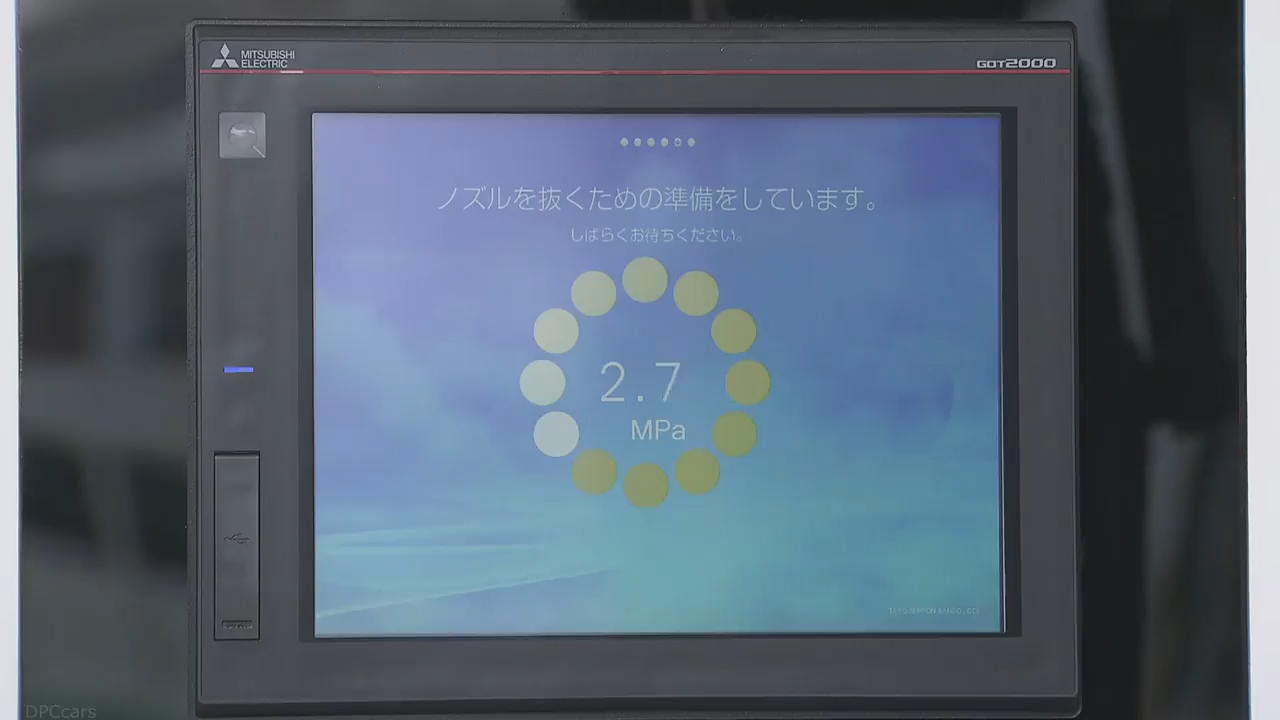 MITSUBISHI
ELECTRIC
GOT2000
ノズルを抜くための準備をしています。
しばらくお待ちください。
2.7
MPa
DPCcars